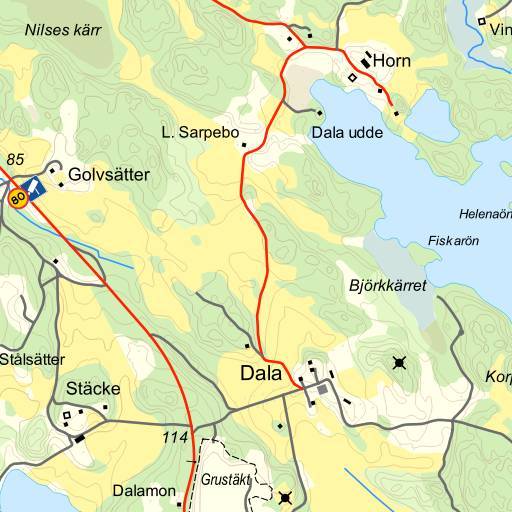 Nilses kärr
Vin
Horn
L. Sarpebo
Dala udde
85
Golvsätter
80
Helenaön
Fiskarön
Björkkärret
Stålsätter
Dala
Korp
Stäcke
114
Grustäkt
Dalamon